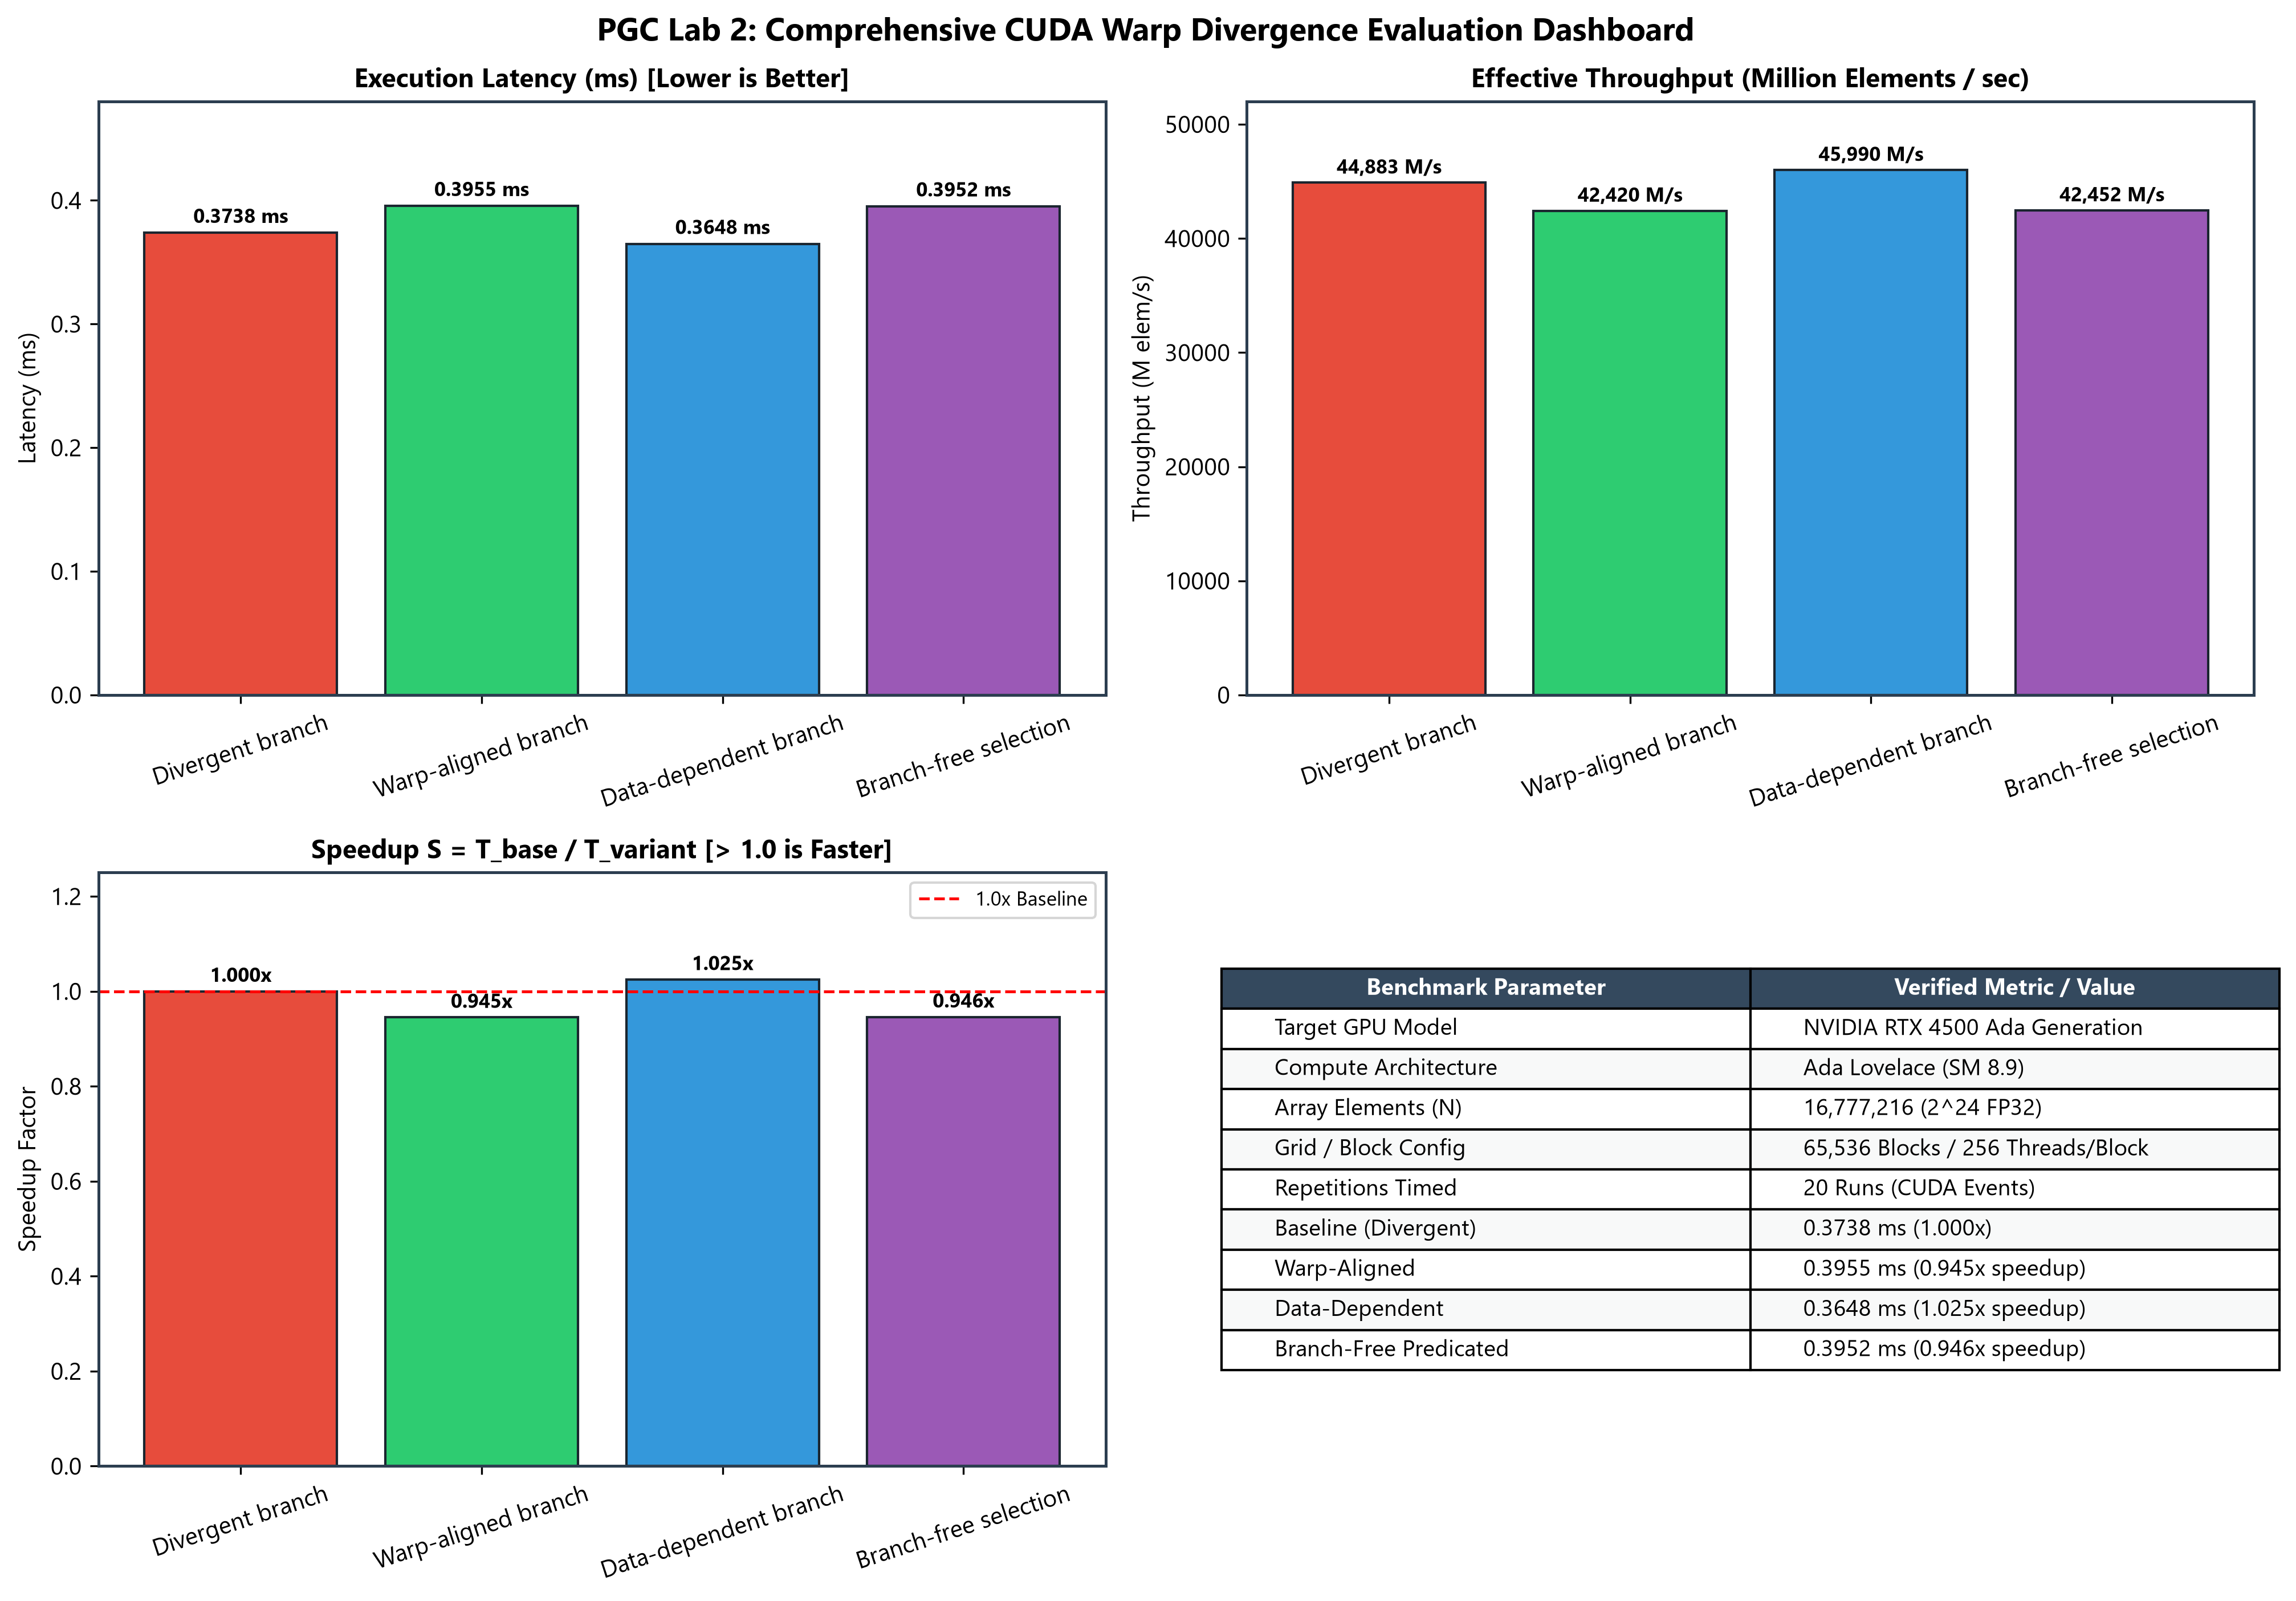 PGC Lab 2: Comprehensive CUDA Warp Divergence Evaluation Dashboard
Execution Latency (ms) [Lower is Better]
Latency (ms)
0.4
0.3
0.2
0.1
0.0
0.3738 ms
0.3955 ms
0.3648 ms
0.3952 ms
Divergent branch
Warp-aligned branch
Data-dependent branch
Branch-free selection
Effective Throughput (Million Elements / sec)
Throughput (M elem/s)
50000
40000
30000
20000
10000
0
44,883 M/s
42,420 M/s
45,990 M/s
42,452 M/s
Divergent branch
Warp-aligned branch
Data-dependent branch
Branch-free selection
Speedup S = T_base / T_variant [> 1.0 is Faster]
Speedup Factor
1.2
1.0
0.8
0.6
0.4
0.2
0.0
1.0x Baseline
1.000x
0.945x
1.025x
0.946x
Divergent branch
Warp-aligned branch
Data-dependent branch
Branch-free selection
Benchmark Parameter Verified Metric / Value
Target GPU Model NVIDIA RTX 4500 Ada Generation
Compute Architecture Ada Lovelace (SM 8.9)
Array Elements (N) 16,777,216 (2^24 FP32)
Grid / Block Config 65,536 Blocks / 256 Threads/Block
Repetitions Timed 20 Runs (CUDA Events)
Baseline (Divergent) 0.3738 ms (1.000x)
Warp-Aligned 0.3955 ms (0.945x speedup)
Data-Dependent 0.3648 ms (1.025x speedup)
Branch-Free Predicated 0.3952 ms (0.946x speedup)